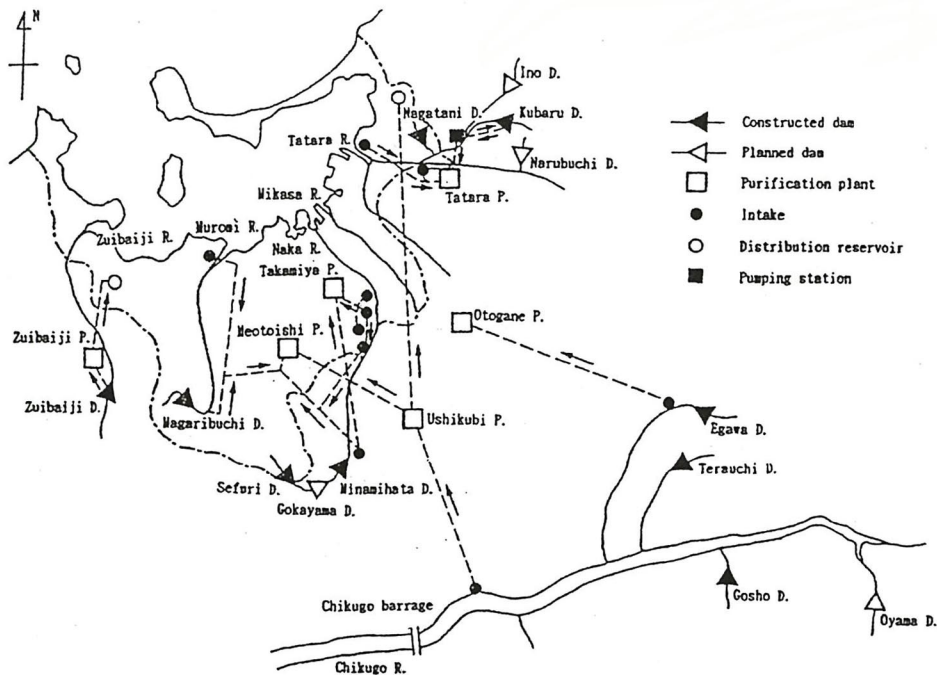 N
Ino D.
Nagatani D.
Kubaru D.
Tatara R.
Narubuchi D.
Tatara P.
Mikasa R.
Muromi R.
Zuibaiji R.
Naka R.
Takamiya P.
Meotoishi P.
Otogane P.
Zuibaiji P.
Zuibaiji D.
Magaribuchi D.
Ushikubi P.
Egawa D.
Sefuri D.
Minamihata D.
Terauchi D.
Gokayama D.
Chikugo barrage
Gosho D.
Oyama D.
Chikugo R.
Constructed dam
Planned dam
Purification plant
Intake
Distribution reservoir
Pumping station